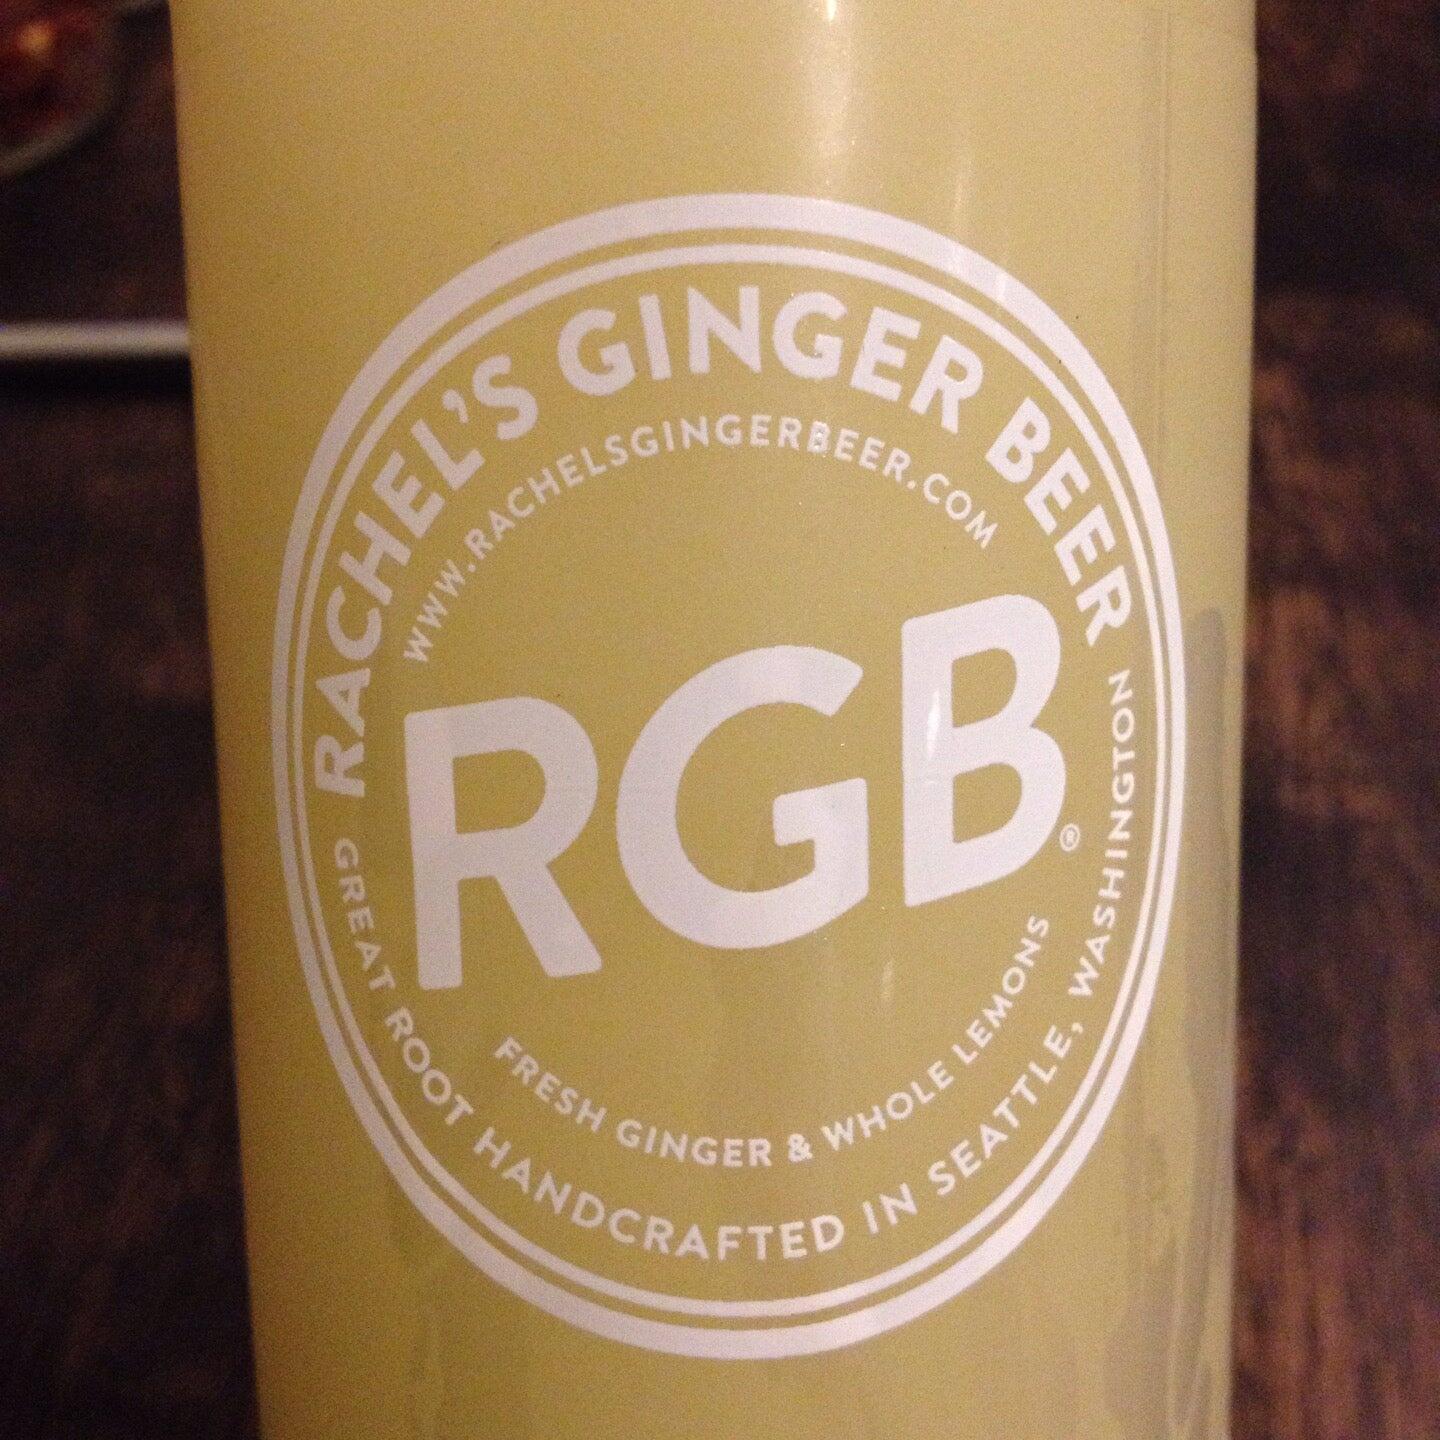 RACHEL'S GINGER BEER
WWW.RACHELSGINGERBEER.COM
RGB®
FRESH GINGER & WHOLE LEMONS
GREAT ROOT HANDCRAFTED IN SEATTLE, WASHINGTON